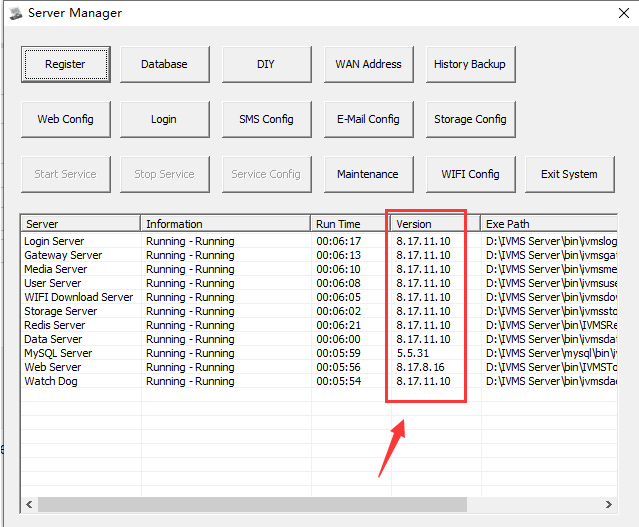 Server Manager
Register Database DIY WAN Address History Backup
Web Config Login SMS Config E-Mail Config Storage Config
Start Service Stop Service Service Config Maintenance WIFI Config Exit System
Server Information Run Time Version Exe Path
Login Server Running - Running 00:06:17 8.17.11.10 D:\IVMS Server\bin\ivmslog
Gateway Server Running - Running 00:06:13 8.17.11.10 D:\IVMS Server\bin\ivmsgat
Media Server Running - Running 00:06:10 8.17.11.10 D:\IVMS Server\bin\ivmsme
User Server Running - Running 00:06:08 8.17.11.10 D:\IVMS Server\bin\ivmsuse
WIFI Download Server Running - Running 00:06:05 8.17.11.10 D:\IVMS Server\bin\ivmsdo
Storage Server Running - Running 00:06:02 8.17.11.10 D:\IVMS Server\bin\ivmssto
Redis Server Running - Running 00:06:21 8.17.11.10 D:\IVMS Server\bin\IVMSRe
Data Server Running - Running 00:06:00 8.17.11.10 D:\IVMS Server\bin\ivmsdat
MySQL Server Running - Running 00:05:59 5.5.31 D:\IVMS Server\mysql\bin\i
Web Server Running - Running 00:05:56 8.17.8.16 D:\IVMS Server\bin\IVMSTo
Watch Dog Running - Running 00:05:54 8.17.11.10 D:\IVMS Server\bin\ivmsdae